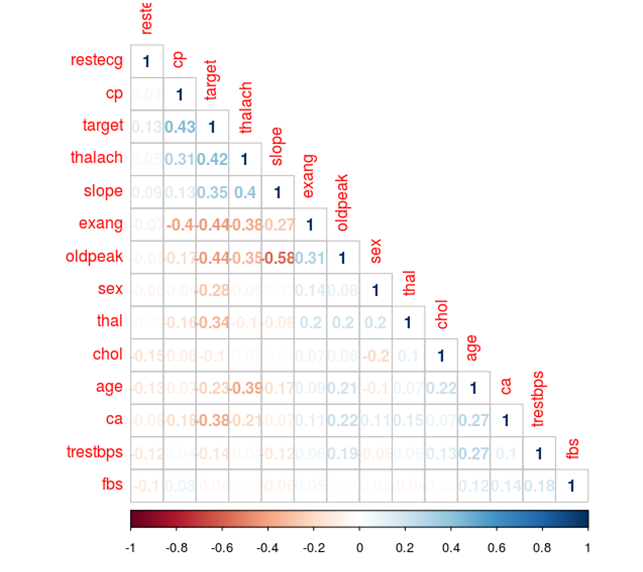 reste
restecg 1 cp
cp 0.04 1 target
target 0.13 0.43 1 thalach
thalach 0.05 0.31 0.42 1 slope
slope 0.09 0.13 0.35 0.4 1 exang
exang -0.07 -0.4 -0.44 -0.38 -0.27 1 oldpeak
oldpeak -0.17 -0.44 -0.35 -0.58 0.31 1 sex
sex -0.28 0.14 0.08 1 thal
thal -0.16 -0.34 -0.1 -0.09 0.2 0.2 0.2 1 chol
chol -0.15 -0.1 0.07 0.06 -0.2 0.1 1 age
age -0.13 -0.23 -0.39 -0.17 0.09 0.21 -0.1 0.07 0.22 1 ca
ca -0.18 -0.38 -0.21 0.11 0.22 0.11 0.15 0.07 0.27 1 trestbps
trestbps -0.12 -0.14 -0.12 0.06 0.19 0.06 0.13 0.27 0.1 1 fbs
fbs -0.1 0.08 0.12 0.14 0.18 1
-1 -0.8 -0.6 -0.4 -0.2 0 0.2 0.4 0.6 0.8 1